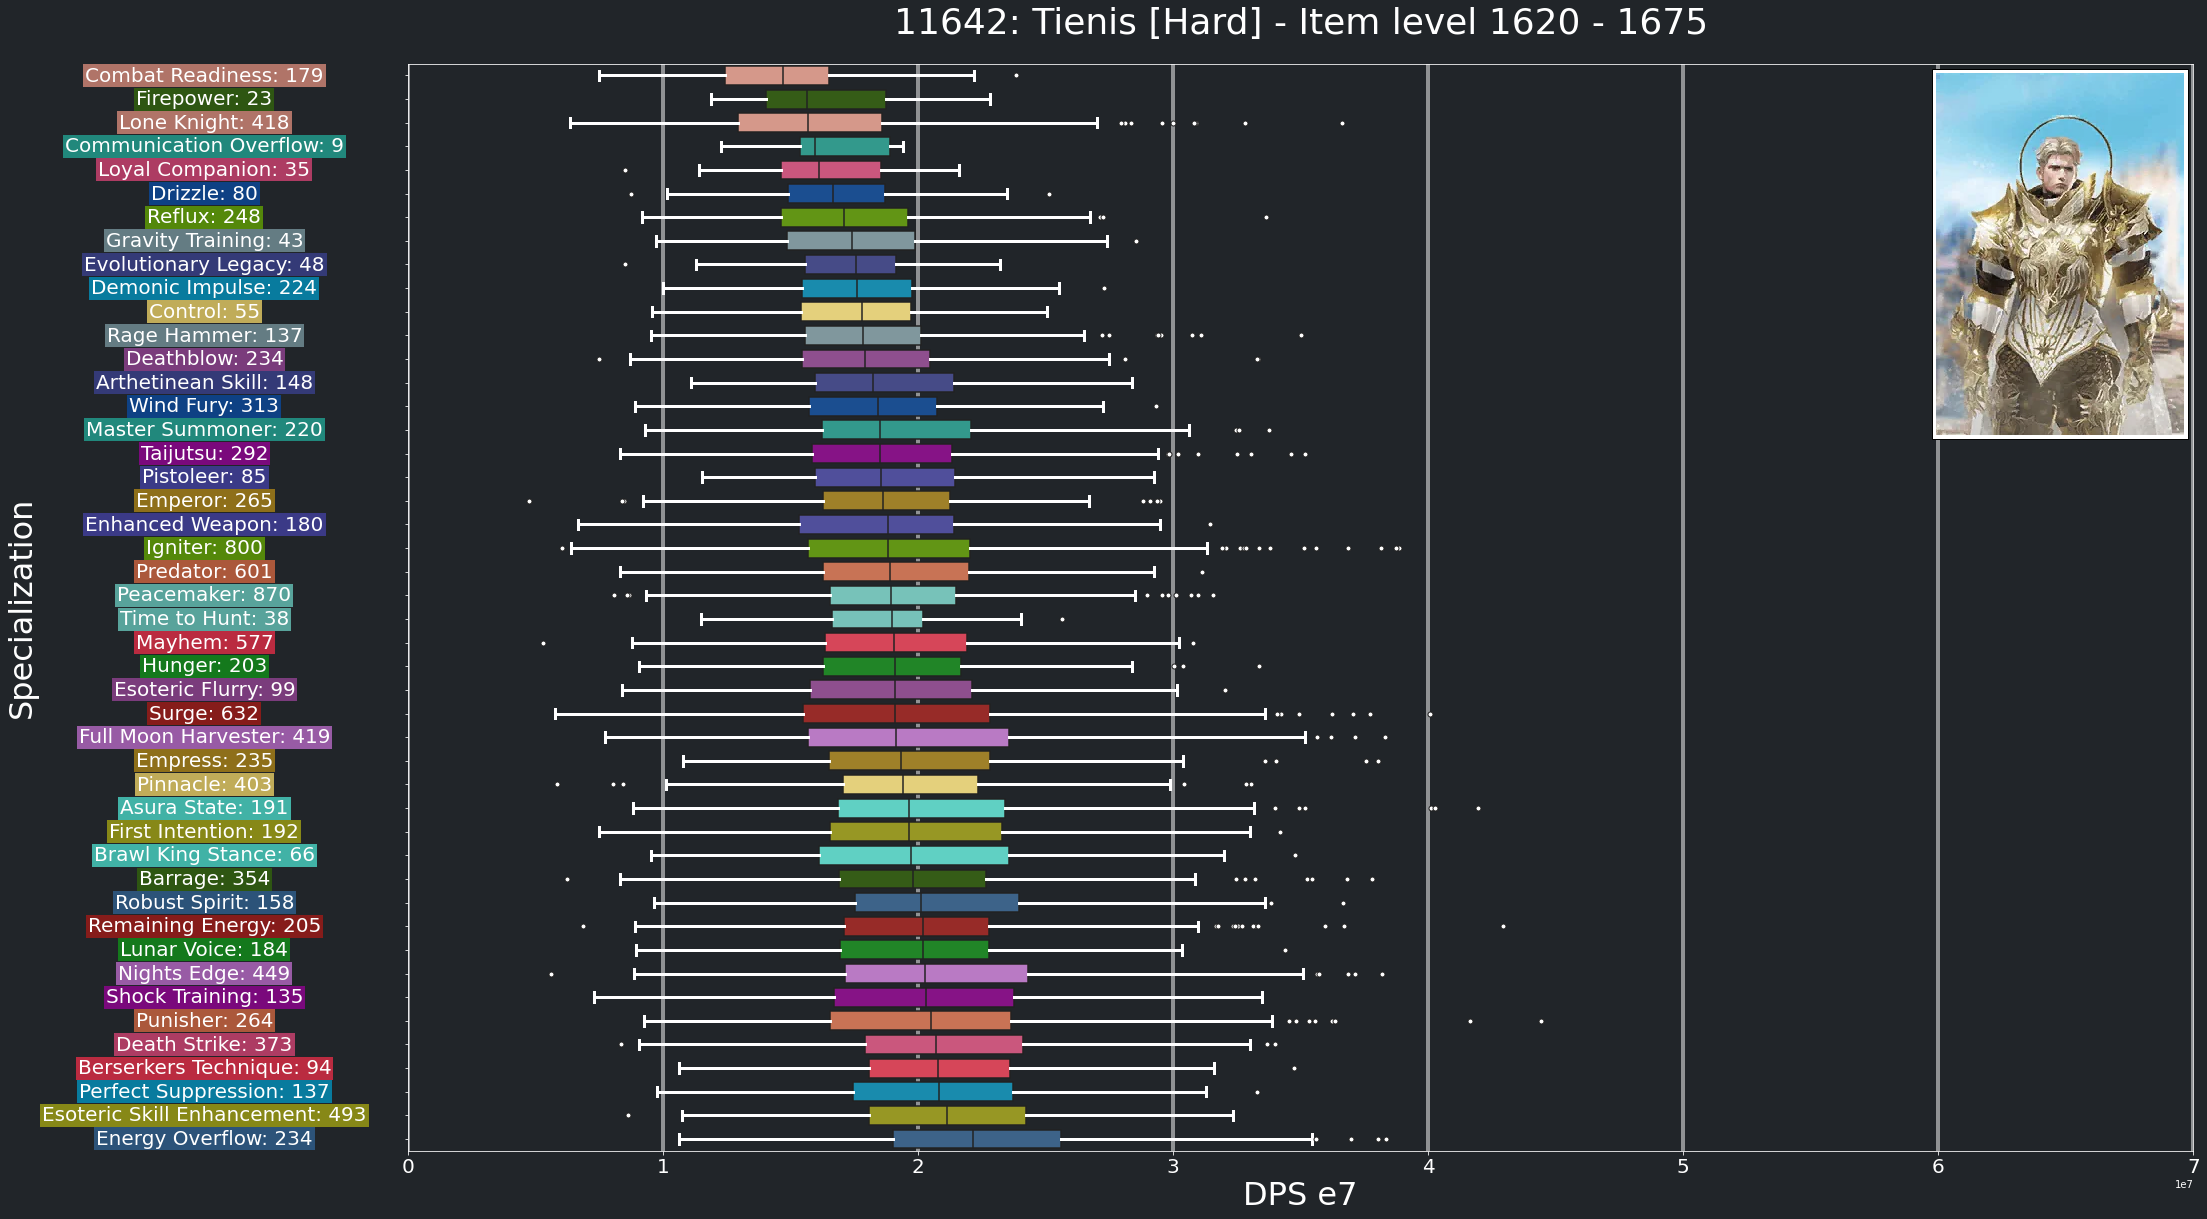 11642: Tienis [Hard] - Item level 1620 - 1675
Combat Readiness: 179
Firepower: 23
Lone Knight: 418
Communication Overflow: 9
Loyal Companion: 35
Drizzle: 80
Reflux: 248
Gravity Training: 43
Evolutionary Legacy: 48
Demonic Impulse: 224
Control: 55
Rage Hammer: 137
Deathblow: 234
Arthetinean Skill: 148
Wind Fury: 313
Master Summoner: 220
Taijutsu: 292
Pistoleer: 85
Emperor: 265
Enhanced Weapon: 180
Igniter: 800
Predator: 601
Peacemaker: 870
Time to Hunt: 38
Mayhem: 577
Hunger: 203
Esoteric Flurry: 99
Surge: 632
Full Moon Harvester: 419
Empress: 235
Pinnacle: 403
Asura State: 191
First Intention: 192
Brawl King Stance: 66
Barrage: 354
Robust Spirit: 158
Remaining Energy: 205
Lunar Voice: 184
Nights Edge: 449
Shock Training: 135
Punisher: 264
Death Strike: 373
Berserkers Technique: 94
Perfect Suppression: 137
Esoteric Skill Enhancement: 493
Energy Overflow: 234
Specialization
0 1 2 3 4 5 6 7
1e7
DPS e7